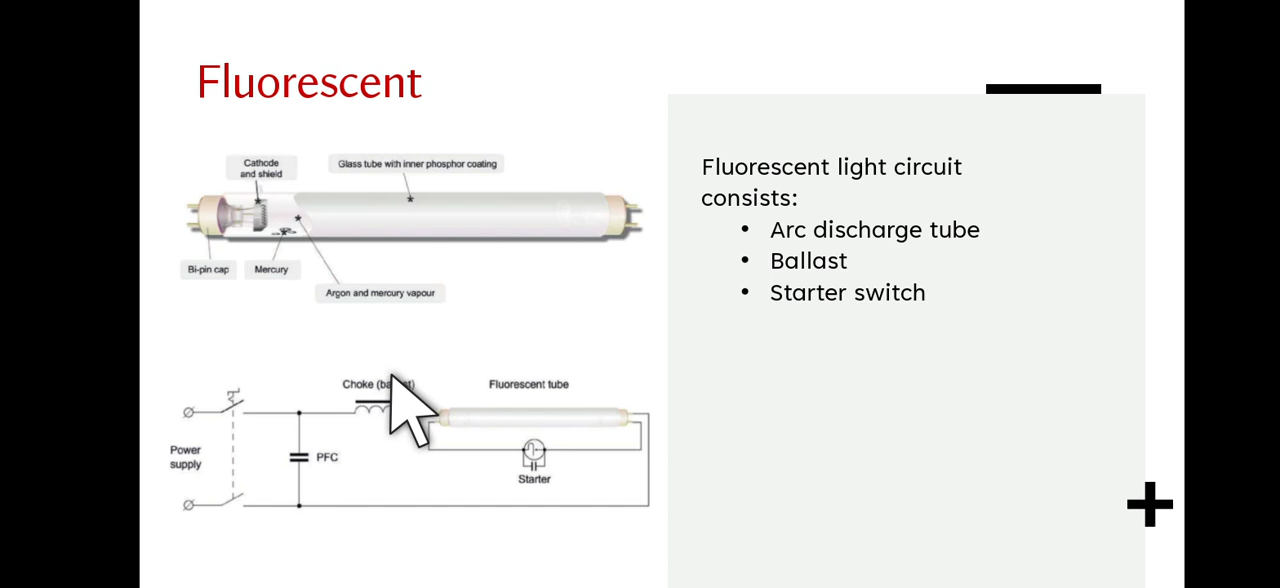 Fluorescent
Cathode
and shield
Glass tube with inner phosphor coating
Bi-pin cap
Mercury
Argon and mercury vapour
Fluorescent light circuit
consists:
• Arc discharge tube
• Ballast
• Starter switch
Choke
Fluorescent tube
Power
supply
PFC
Starter